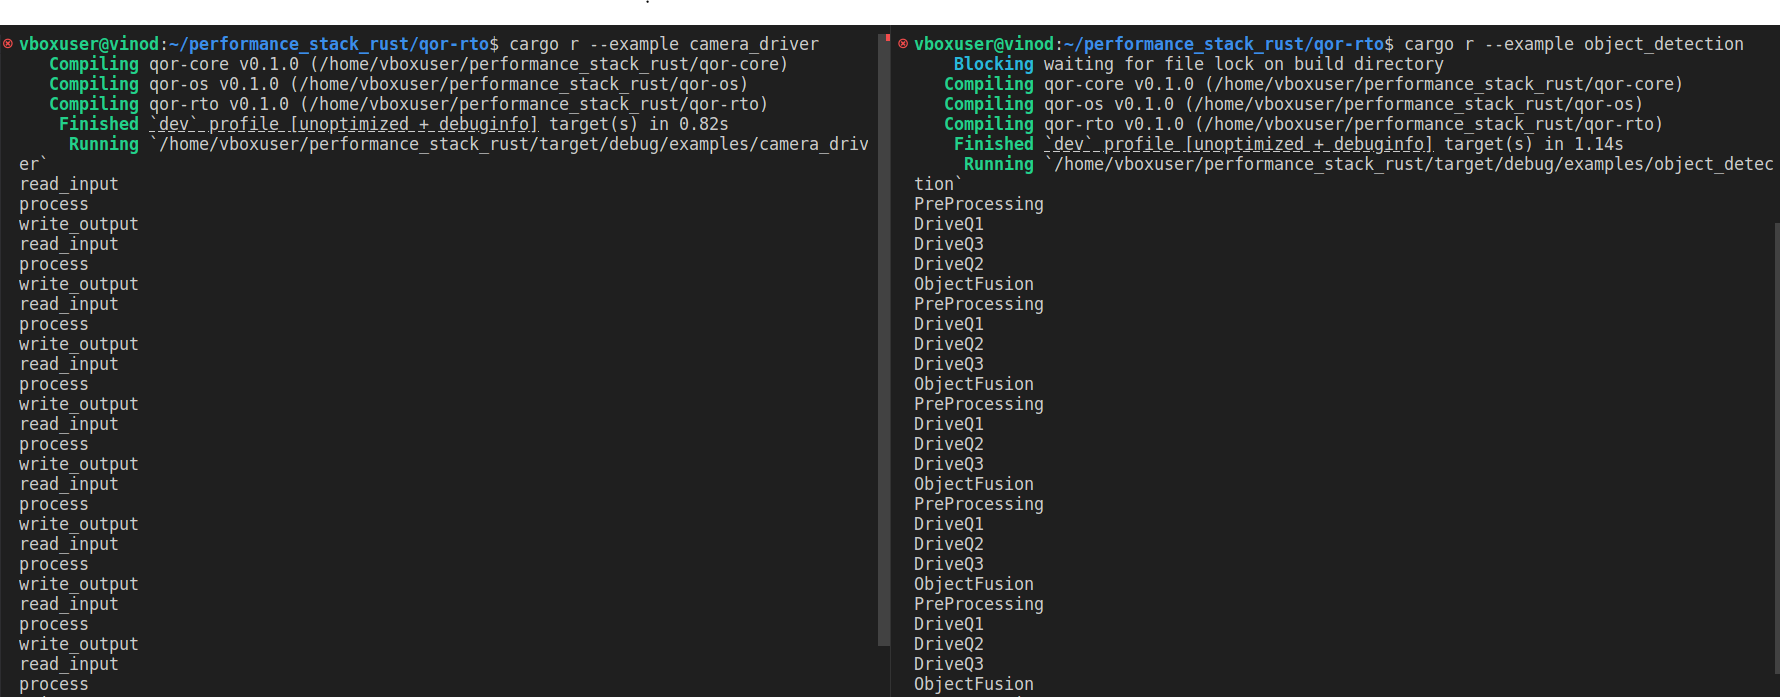 vboxuser@vinod:~/performance_stack_rust/qor-rto$ cargo r --example camera_driver
Compiling qor-core v0.1.0 (/home/vboxuser/performance_stack_rust/qor-core)
Compiling qor-os v0.1.0 (/home/vboxuser/performance_stack_rust/qor-os)
Compiling qor-rto v0.1.0 (/home/vboxuser/performance_stack_rust/qor-rto)
Finished `dev` profile [unoptimized + debuginfo] target(s) in 0.82s
Running `/home/vboxuser/performance_stack_rust/target/debug/examples/camera_driv
er`
read_input
process
write_output
read_input
process
write_output
read_input
process
write_output
read_input
process
write_output
read_input
process
write_output
read_input
process
write_output
read_input
process
write_output
read_input
process
write_output
read_input
process
vboxuser@vinod:~/performance_stack_rust/qor-rto$ cargo r --example object_detection
Blocking waiting for file lock on build directory
Compiling qor-core v0.1.0 (/home/vboxuser/performance_stack_rust/qor-core)
Compiling qor-os v0.1.0 (/home/vboxuser/performance_stack_rust/qor-os)
Compiling qor-rto v0.1.0 (/home/vboxuser/performance_stack_rust/qor-rto)
Finished `dev` profile [unoptimized + debuginfo] target(s) in 1.14s
Running `/home/vboxuser/performance_stack_rust/target/debug/examples/object_detec
tion`
PreProcessing
DriveQ1
DriveQ3
DriveQ2
ObjectFusion
PreProcessing
DriveQ1
DriveQ2
DriveQ3
ObjectFusion
PreProcessing
DriveQ1
DriveQ2
DriveQ3
ObjectFusion
PreProcessing
DriveQ1
DriveQ2
DriveQ3
ObjectFusion
PreProcessing
DriveQ1
DriveQ2
DriveQ3
ObjectFusion